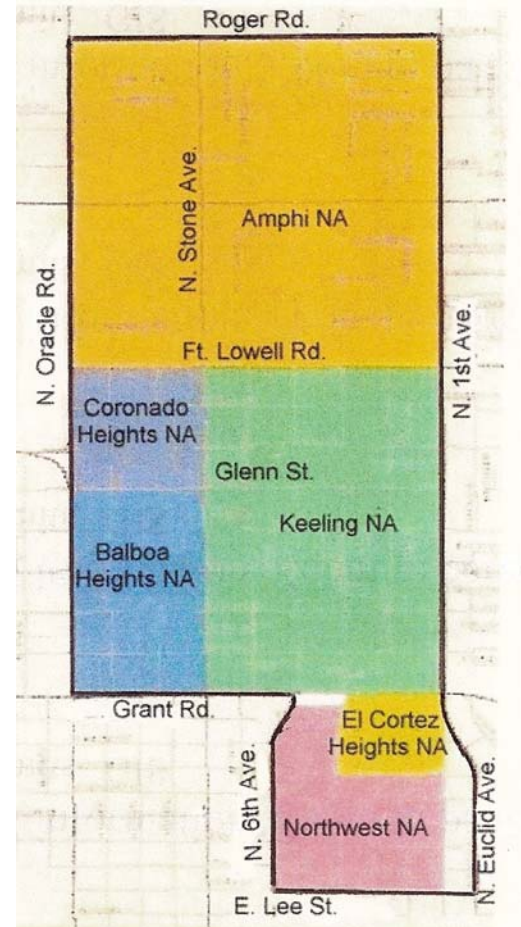 Roger Rd.
N. Stone Ave.
Amphi NA
N. Oracle Rd.
N. 1st Ave.
Ft. Lowell Rd.
Coronado
Heights NA
Glenn St.
Keeling NA
Balboa
Heights NA
Grant Rd.
El Cortez
Heights NA
N. 6th Ave.
N. Euclid Ave.
Northwest NA
E. Lee St.